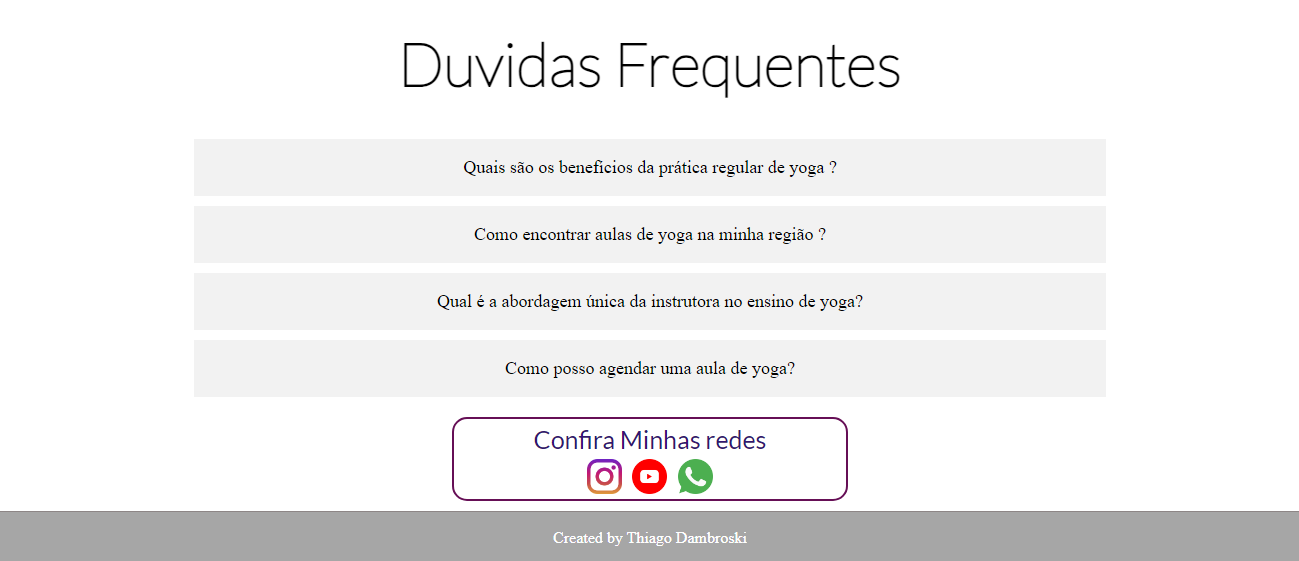 Duvidas Frequentes
Quais são os benefícios da prática regular de yoga ?
Como encontrar aulas de yoga na minha região ?
Qual é a abordagem única da instrutora no ensino de yoga?
Como posso agendar uma aula de yoga?
Confira Minhas redes
Created by Thiago Dambroski